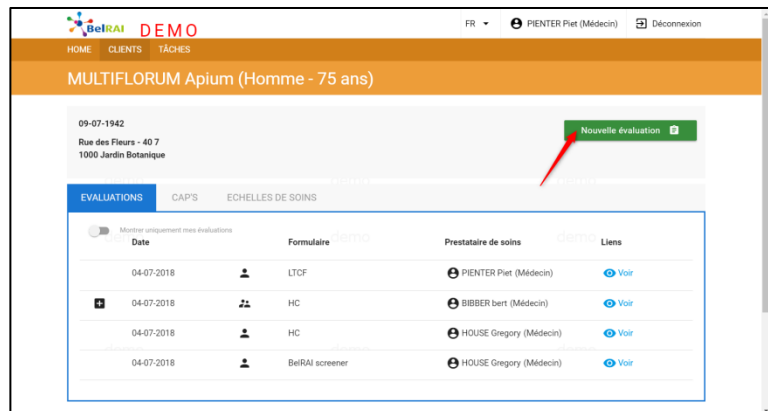 BelRAI DEMO FR PIENTER Piet (Médecin) Déconnexion
HOME CLIENTS TÂCHES
MULTIFLORUM Apium (Homme - 75 ans)
09-07-1942
Rue des Fleurs - 40 7
1000 Jardin Botanique
Nouvelle évaluation
EVALUATIONS CAP'S ECHELLES DE SOINS
Montrer uniquement mes évaluations
Date Formulaire Prestataire de soins Liens
04-07-2018 LTCF PIENTER Piet (Médecin) Voir
04-07-2018 HC BIBBER bert (Médecin) Voir
04-07-2018 HC HOUSE Gregory (Médecin) Voir
04-07-2018 BelRAI screener HOUSE Gregory (Médecin) Voir